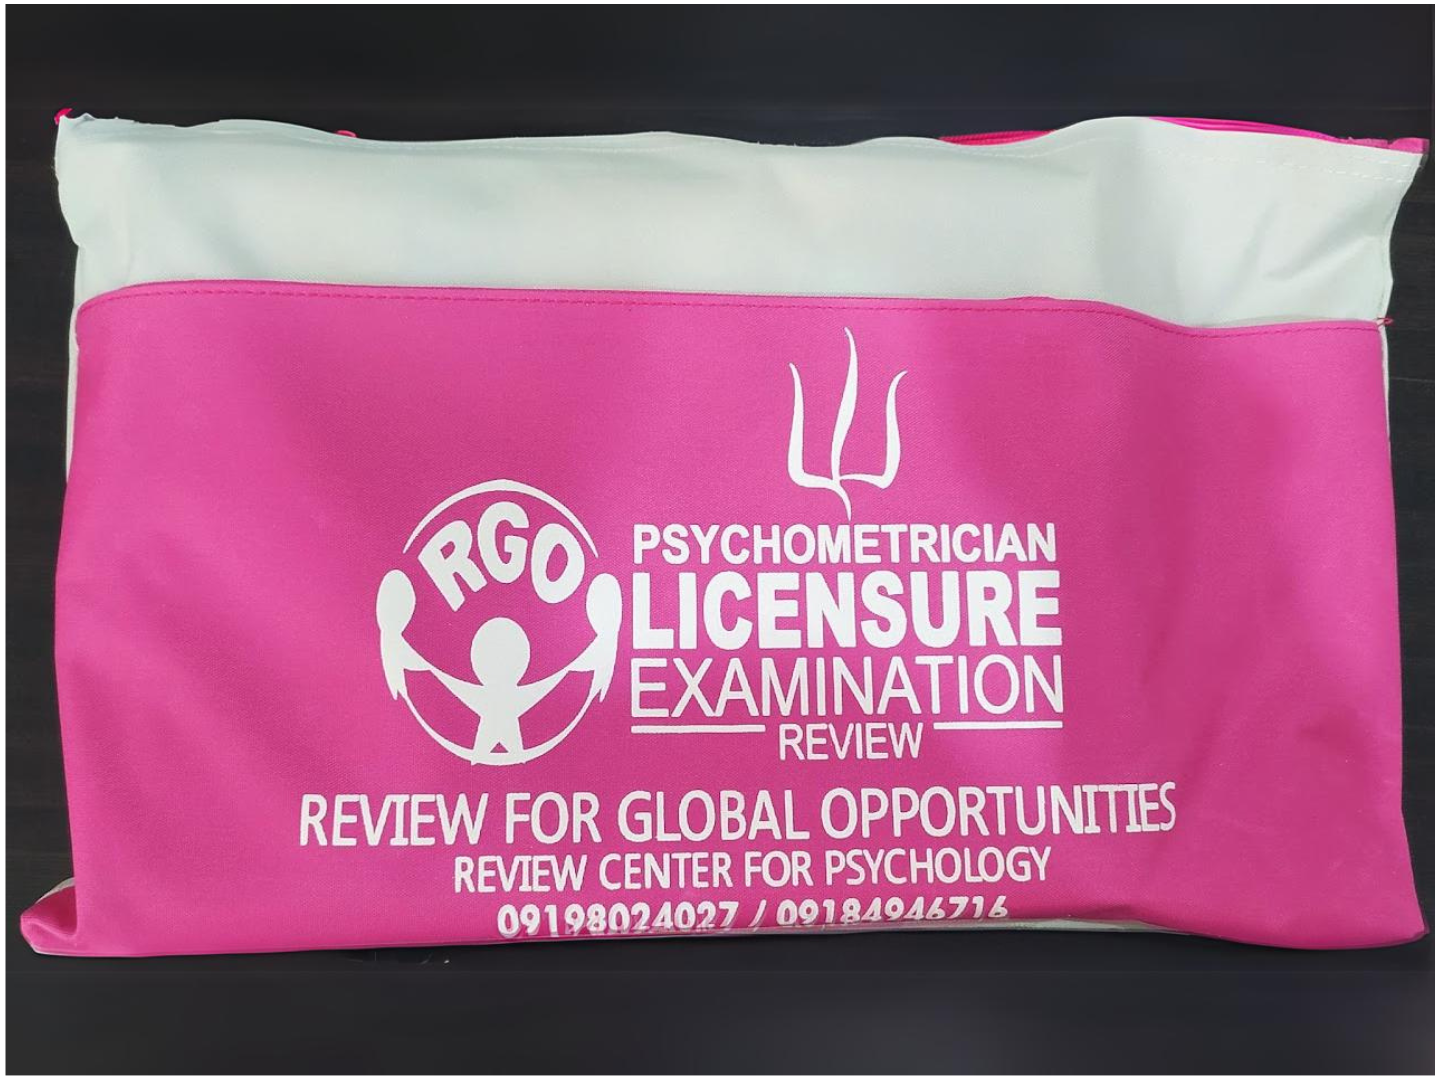 RGO
PSYCHOMETRICIAN
LICENSURE
EXAMINATION
REVIEW
REVIEW FOR GLOBAL OPPORTUNITIES
REVIEW CENTER FOR PSYCHOLOGY
09198024027 / 09184946716